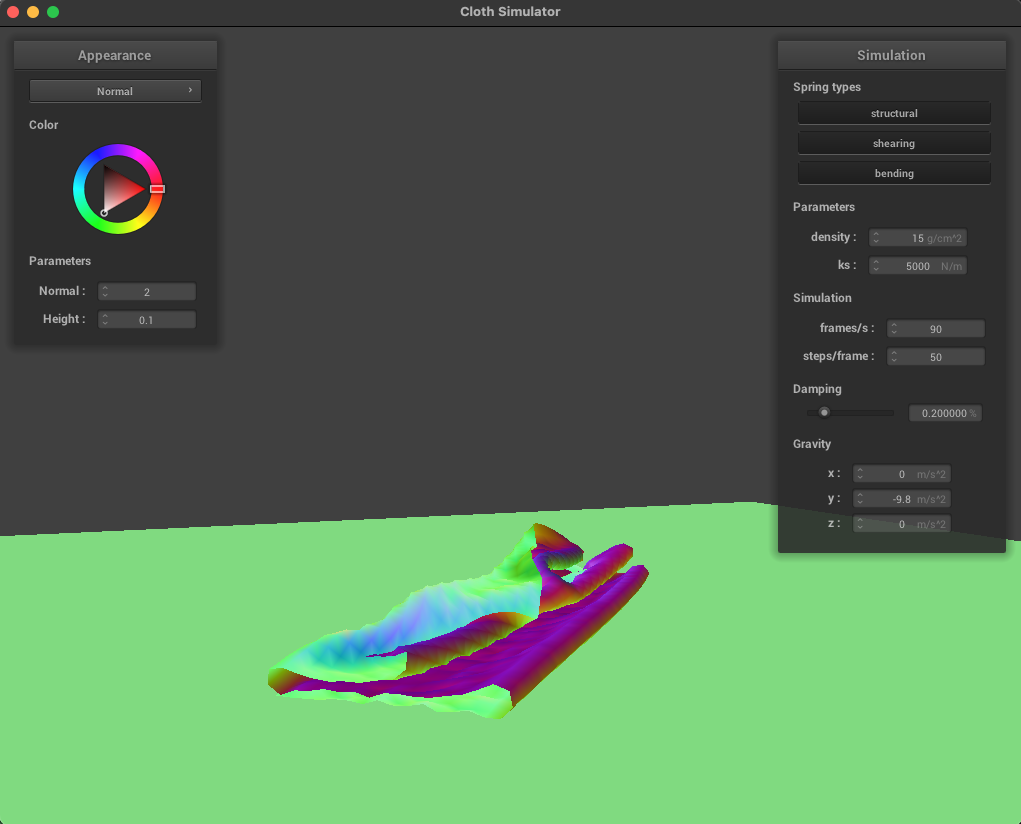 Cloth Simulator
Appearance
Normal
Color
Parameters
Normal : 2
Height : 0.1
Simulation
Spring types
structural
shearing
bending
Parameters
density : 15 g/cm^2
ks : 5000 N/m
Simulation
frames/s : 90
steps/frame : 50
Damping
0.200000 %
Gravity
x : 0 m/s^2
y : -9.8 m/s^2
z : 0 m/s^2